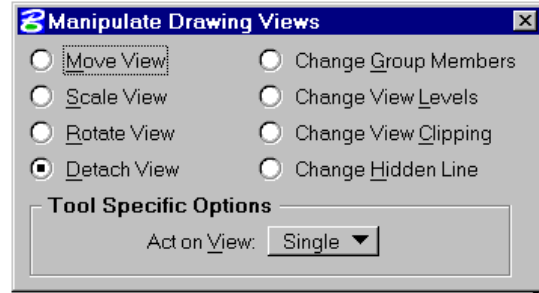 Manipulate Drawing Views
Move View
Change Group Members
Scale View
Change View Levels
Rotate View
Change View Clipping
Detach View
Change Hidden Line
Tool Specific Options
Act on View: Single